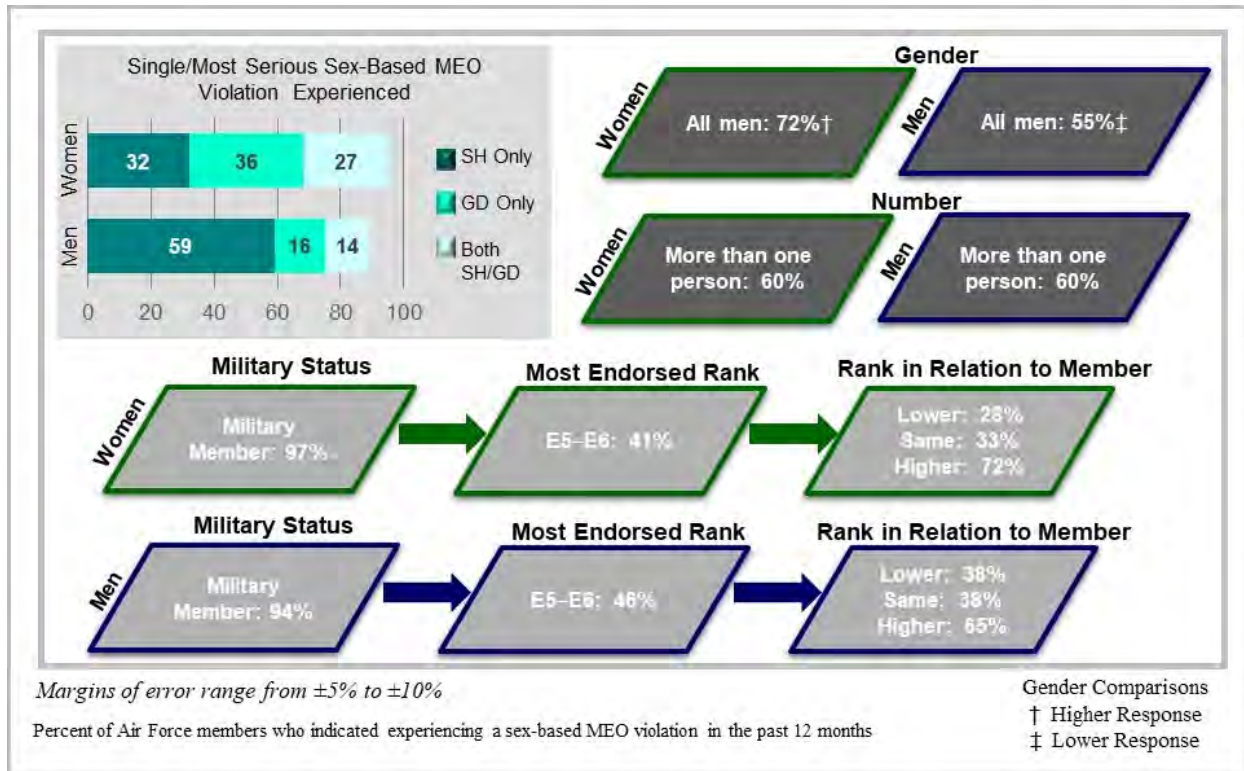 Single/Most Serious Sex-Based MEO
Violation Experienced
Women
32
36
27
Men
59
16
14
0
20
40
60
80
100
SH Only
GD Only
Both
SH/GD
Gender
Women
All men: 72%†
Men
All men: 55%‡
Number
Women
More than one
person: 60%
Men
More than one
person: 60%
Military Status
Most Endorsed Rank
Rank in Relation to Member
Women
Military
Member: 97%
E5–E6: 41%
Lower: 28%
Same: 33%
Higher: 72%
Military Status
Most Endorsed Rank
Rank in Relation to Member
Men
Military
Member: 94%
E5–E6: 46%
Lower: 38%
Same: 38%
Higher: 65%
Margins of error range from ±5% to ±10%
Percent of Air Force members who indicated experiencing a sex-based MEO violation in the past 12 months
Gender Comparisons
† Higher Response
‡ Lower Response